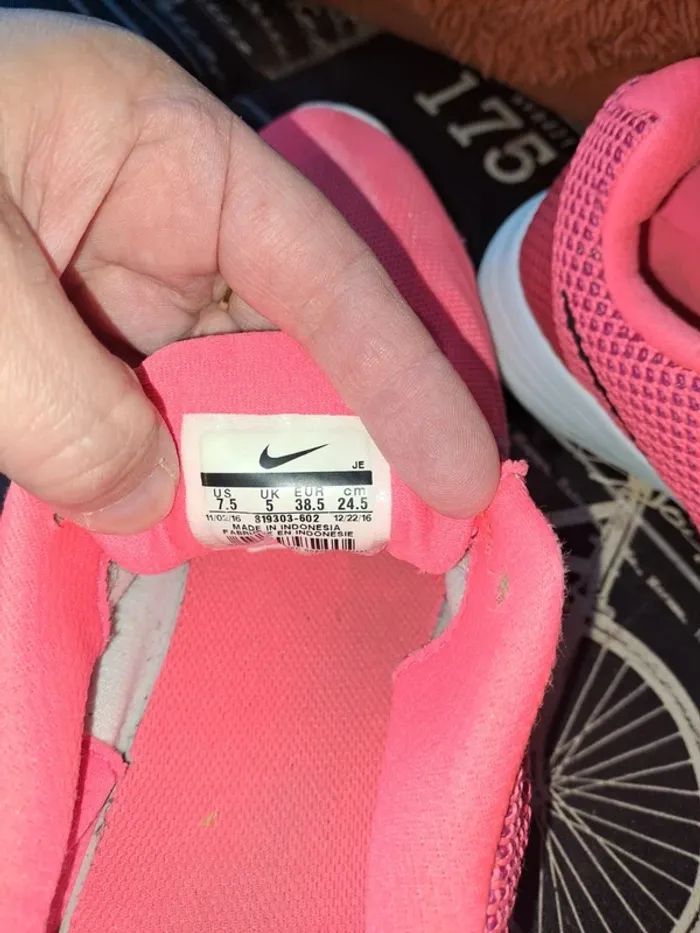 175
JE
US UK EUR cm
7.5 5 38.5 24.5
11/02/16 819303-602 12/22/16
MADE IN INDONESIA
FABRIQUE EN INDONESIE